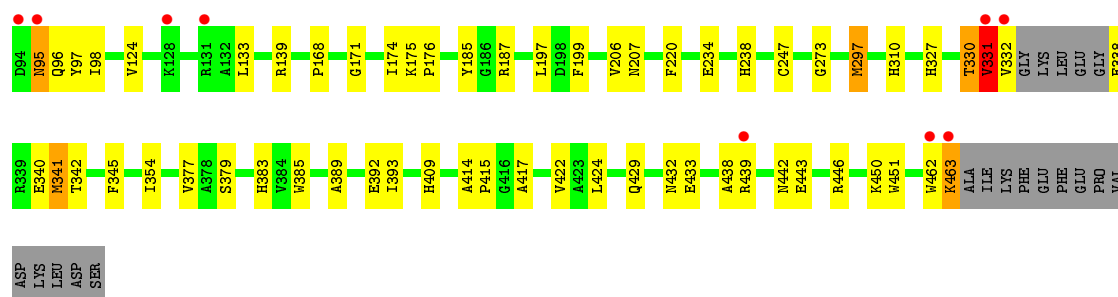 D94 N95 Q96 Y97 I98 V124 K128 R131 A132 L133 R139 P168 G171 I174 K175 P176 Y185 G186 R187 L197 D198 F199 V206 N207 F220 E234 H238 C247 G273 M297 H310 H327 T330 V331 V332 GLY LYS LEU GLU GLY E338
R339 E340 M341 T342 F345 I354 V377 A378 S379 H383 V384 W385 A389 E392 I393 H409 A414 P415 G416 A417 V422 A423 L424 Q429 N432 E433 A438 R439 N442 E443 R446 K450 W451 W462 K463 ALA ILE LYS PHE GLU PHE GLU PRO VAL
ASP LYS LEU ASP SER